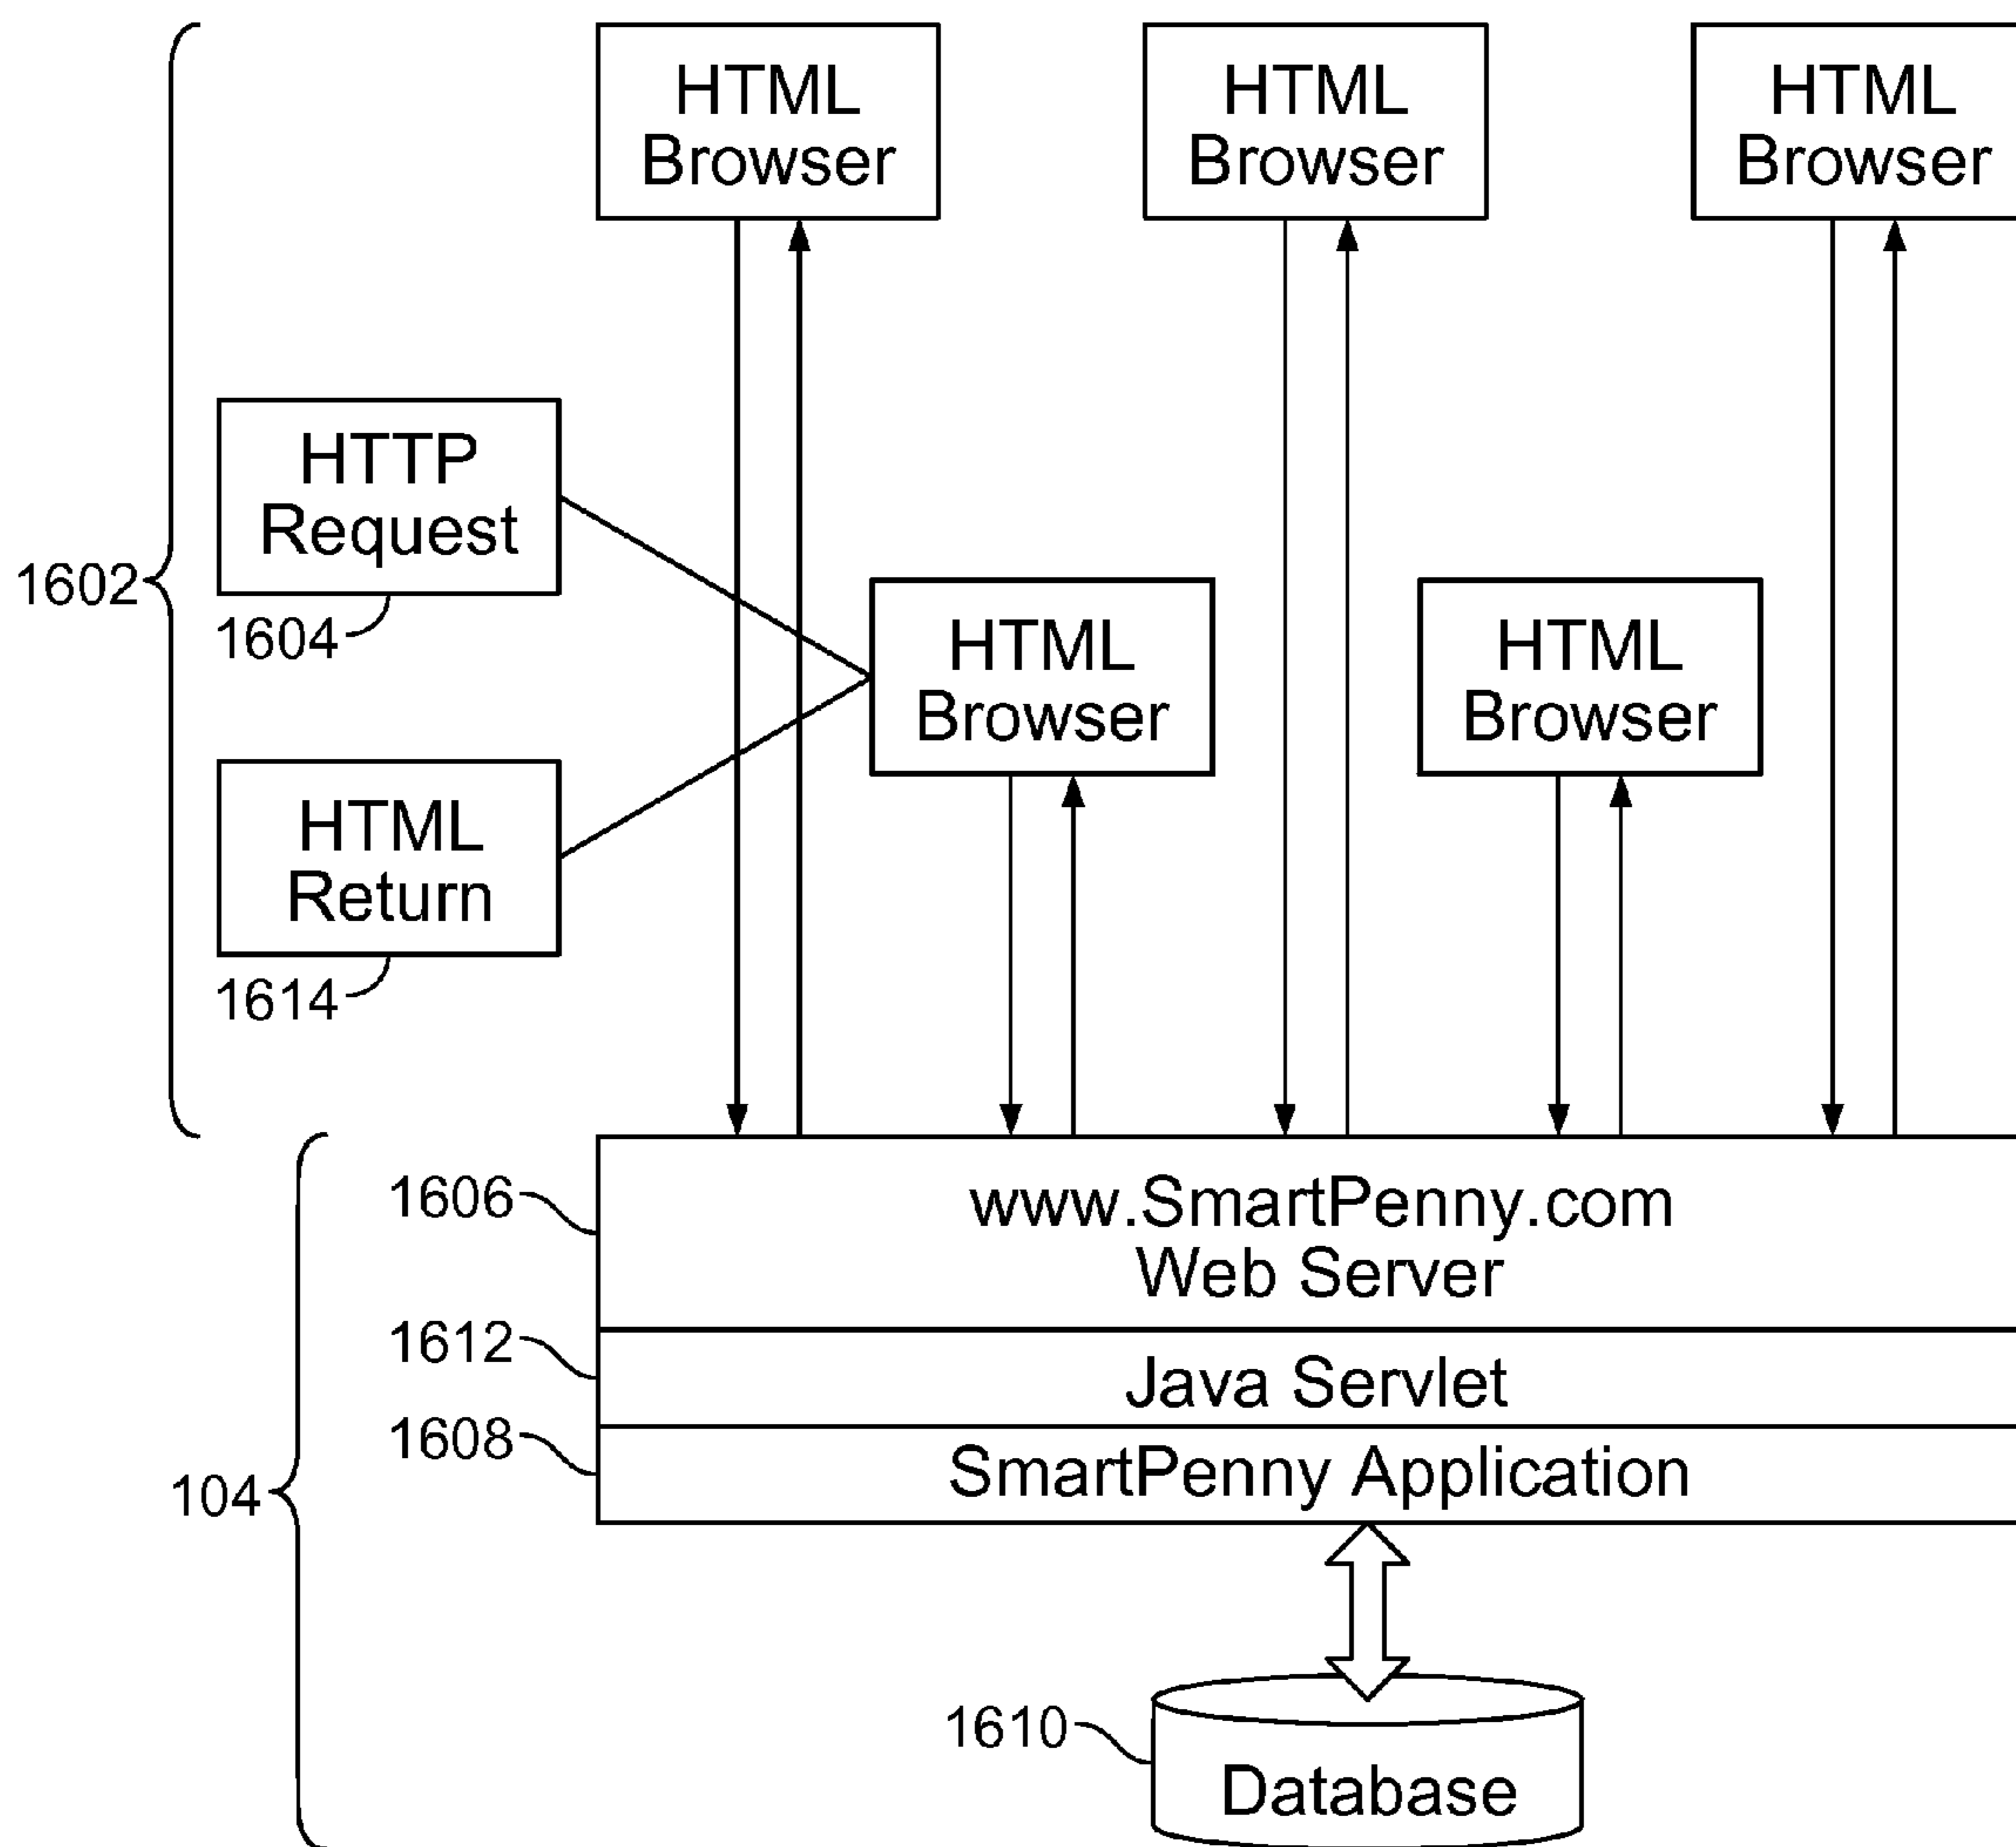 HTML
Browser
HTML
Browser
HTML
Browser
HTTP
Request
1602
1604
HTML
Browser
HTML
Browser
HTML
Return
1614
1606
www.SmartPenny.com
Web Server
1612
Java Servlet
1608
SmartPenny Application
104
1610
Database